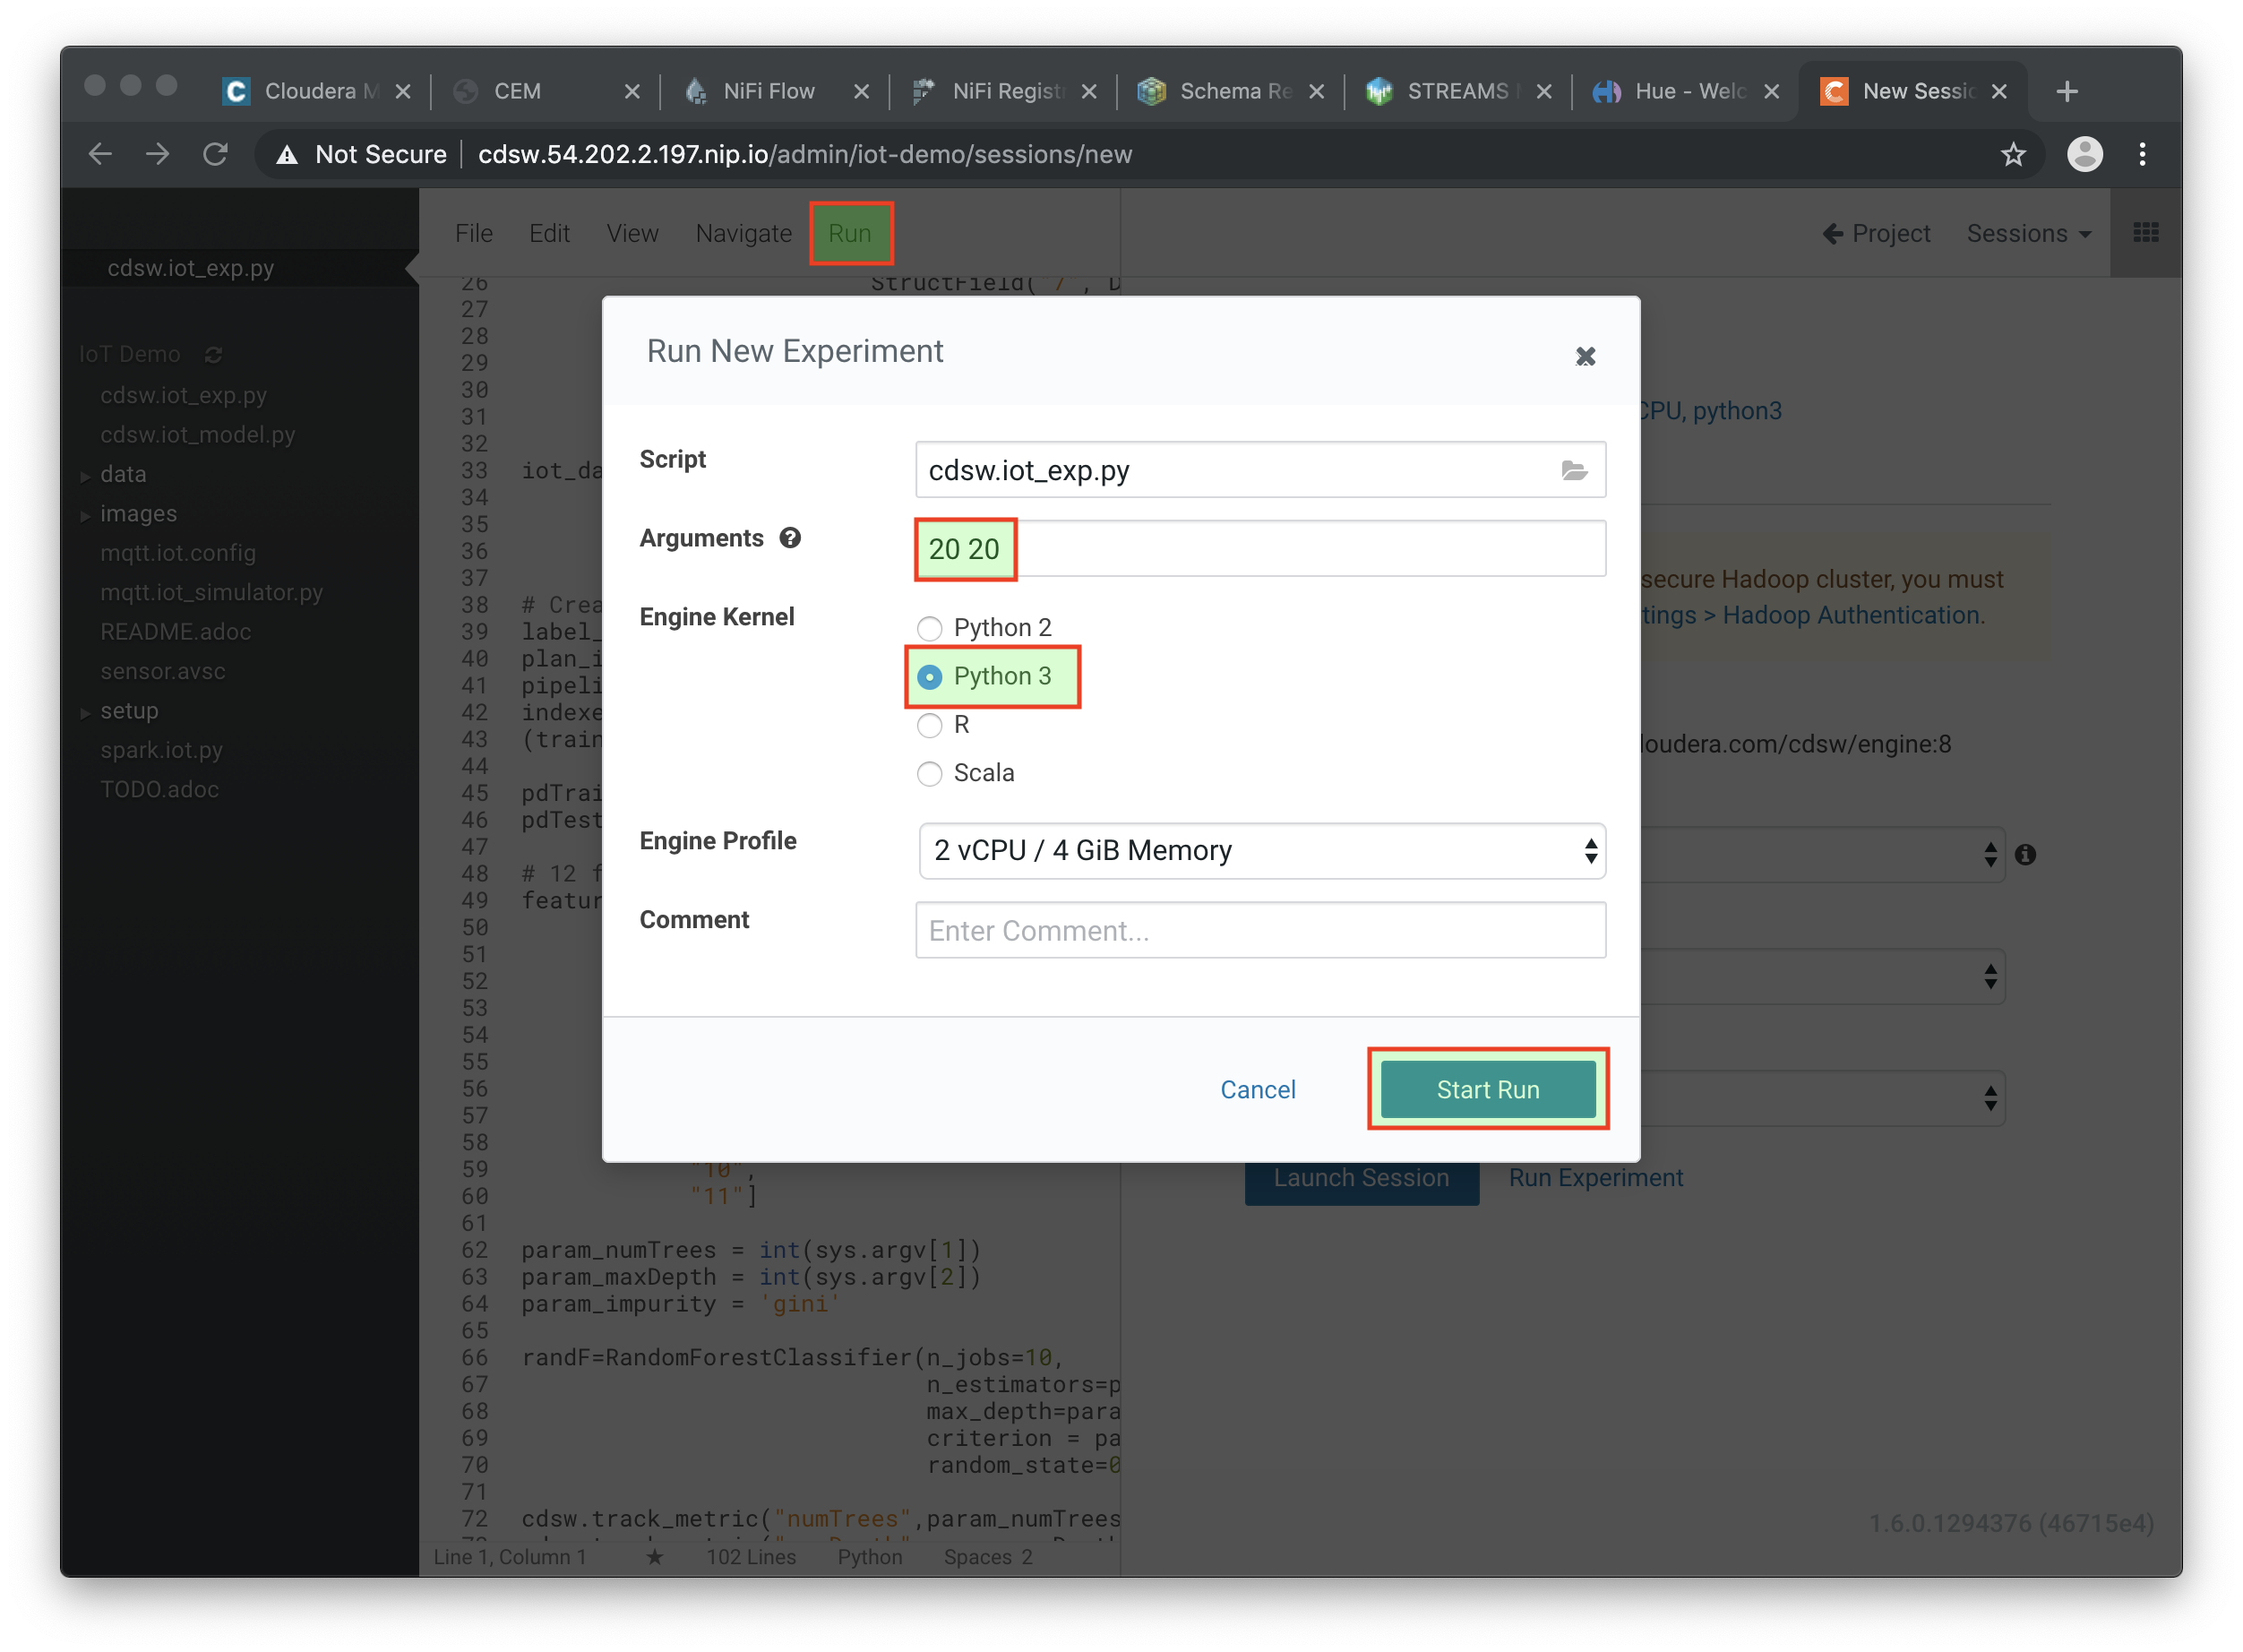 Cloudera M
CEM
NiFi Flow
NiFi Registr
Schema Re
STREAMS
Hue - Welc
New Sessio
Not Secure
cdsw.54.202.2.197.nip.io/admin/iot-demo/sessions/new
File Edit View Navigate Run
Project Sessions
cdsw.iot_exp.py
IoT Demo
cdsw.iot_exp.py
cdsw.iot_model.py
data
images
mqtt.iot.config
mqtt.iot_simulator.py
README.adoc
sensor.avsc
setup
spark.iot.py
TODO.adoc
26 StructField("7", D
27
28
29
30
31
32
33 iot_da
34
35
36
37
38 # Crea
39 label_
40 plan_i
41 pipeli
42 indexe
43 (train
44
45 pdTrai
46 pdTest
47
48 # 12 f
49 featur
50
51
52
53
54
55
56
57
58
59 "10",
60 "11"]
61
62 param_numTrees = int(sys.argv[1])
63 param_maxDepth = int(sys.argv[2])
64 param_impurity = 'gini'
65
66 randF=RandomForestClassifier(n_jobs=10,
67 n_estimators=p
68 max_depth=para
69 criterion = pa
70 random_state=0
71
72 cdsw.track_metric("numTrees",param_numTrees
Line 1, Column 1 ★ 102 Lines Python Spaces 2
Run New Experiment
Script
cdsw.iot_exp.py
Arguments
20 20
Engine Kernel
Python 2
Python 3
R
Scala
Engine Profile
2 vCPU / 4 GiB Memory
Comment
Enter Comment...
Cancel
Start Run
CPU, python3
secure Hadoop cluster, you must
tings > Hadoop Authentication.
loudera.com/cdsw/engine:8
Launch Session
Run Experiment
1.6.0.1294376 (46715e4)